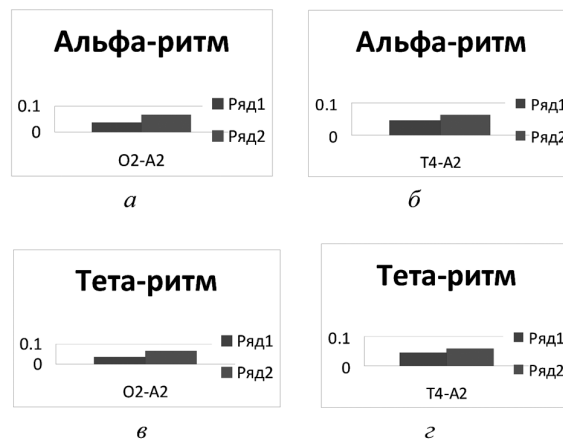 Альфа-ритм
0.1
0
Ряд1
Ряд2
O2-A2
а
Альфа-ритм
0.1
0
Ряд1
Ряд2
T4-A2
б
Тета-ритм
0.1
0
Ряд1
Ряд2
O2-A2
в
Тета-ритм
0.1
0
Ряд1
Ряд2
T4-A2
г